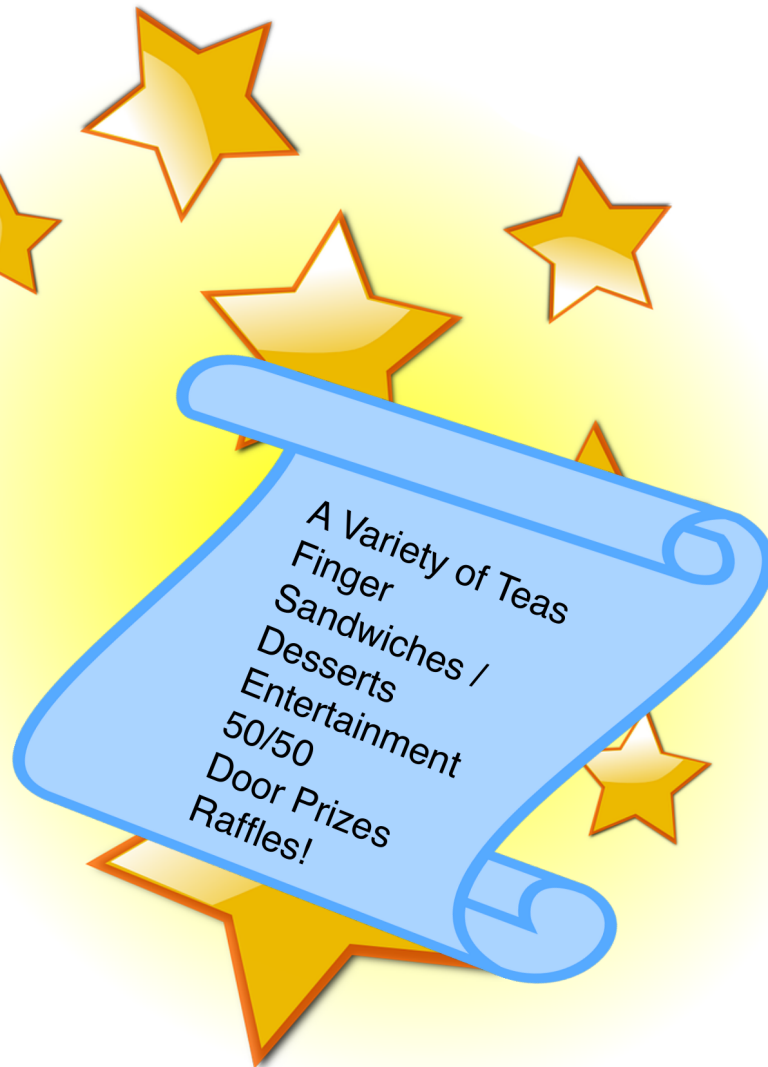 A Variety of Teas
Finger
Sandwiches /
Desserts
Entertainment
50/50
Door Prizes
Raffles!